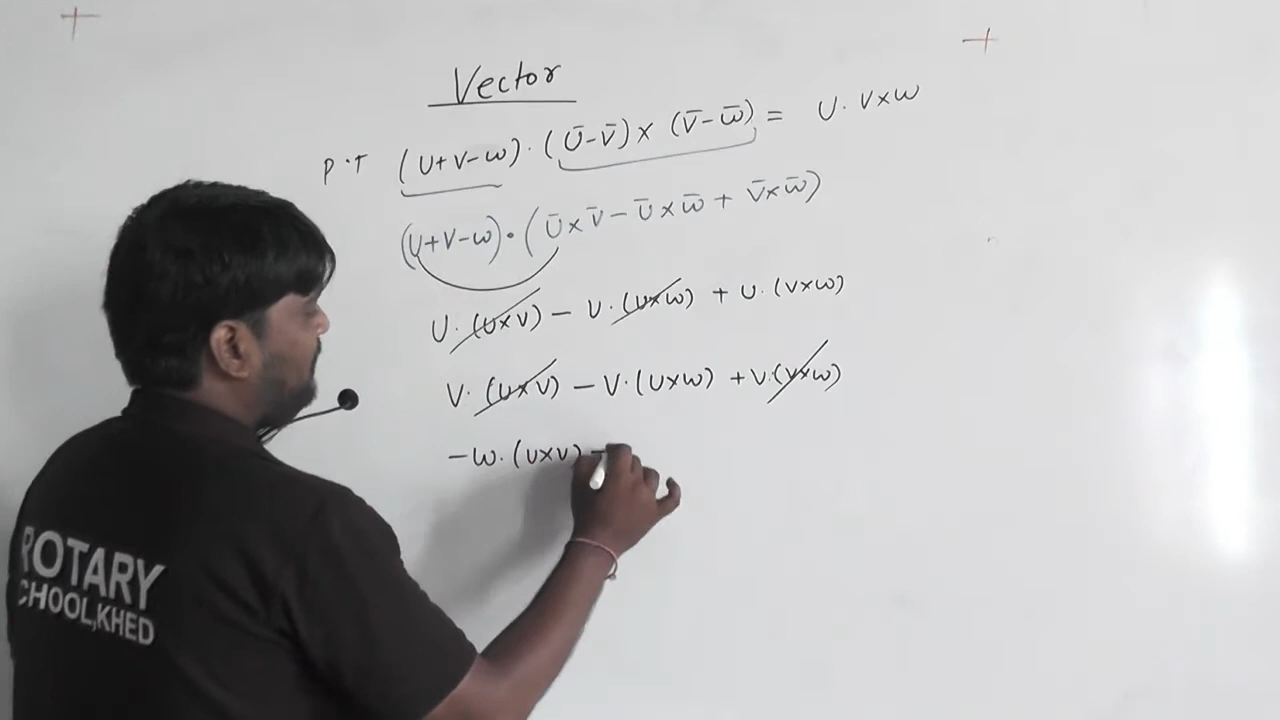 Vector
P.T (U+V-ω).(Ū-V̄)×(V̄-ω̄) = U. V×ω
(U+V-ω)•(Ū×V̄-Ū×ω̄+V̄×ω̄)
U.(U×V) - U.(U×ω) + U.(V×ω)
V.(U×V) - V.(U×ω) + V.(V×ω)
-ω.(U×V) -
ROTARY
CHOOL,KHED